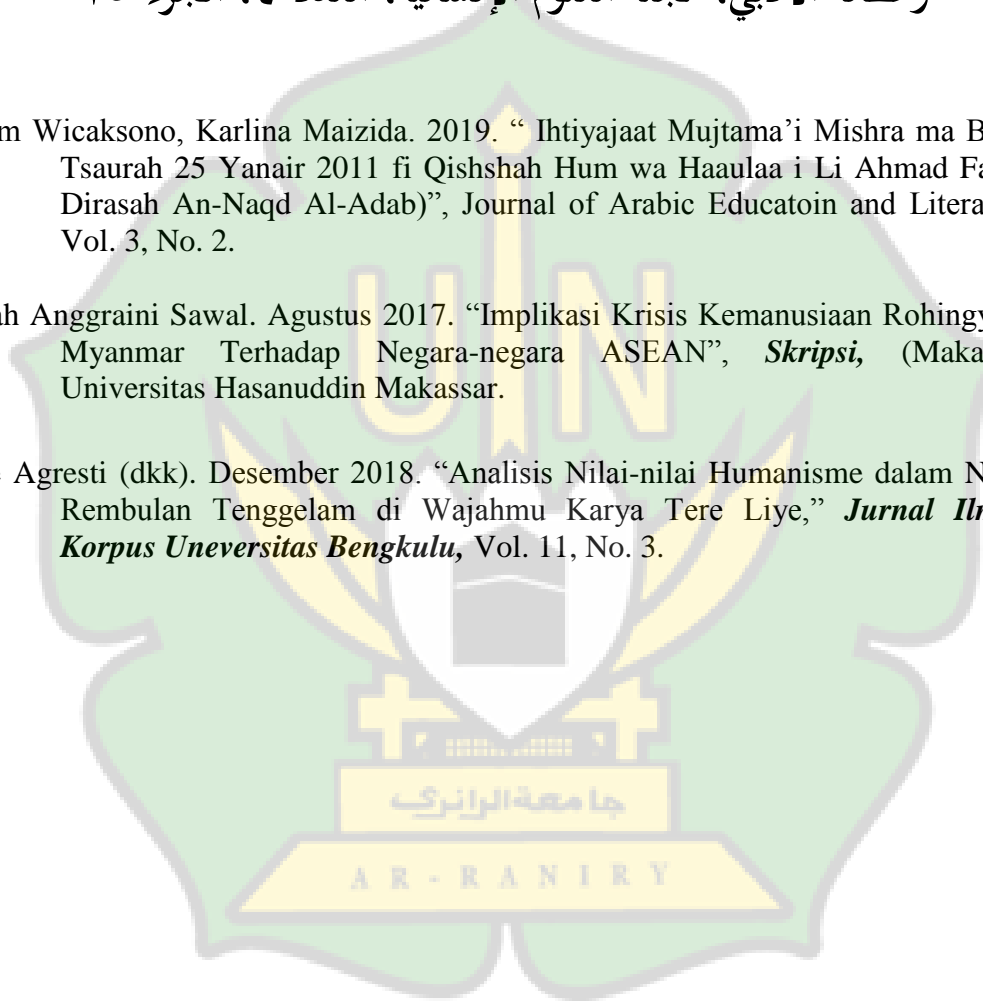 m Wicaksono, Karlina Maizida. 2019. “ Ihtiyajaat Mujtama’i Mishra ma B
Tsaurah 25 Yanair 2011 fi Qishshah Hum wa Haaulaa i Li Ahmad Fa
Dirasah An-Naqd Al-Adab)”, Journal of Arabic Educatoin and Litera
Vol. 3, No. 2.
ah Anggraini Sawal. Agustus 2017. “Implikasi Krisis Kemanusiaan Rohingy
Myanmar Terhadap Negara-negara ASEAN”, Skripsi, (Maka
Universitas Hasanuddin Makassar.
Agresti (dkk). Desember 2018. “Analisis Nilai-nilai Humanisme dalam N
Rembulan Tenggelam di Wajahmu Karya Tere Liye,” Jurnal Ilm
Korpus Uneversitas Bengkulu, Vol. 11, No. 3.
UIN
جامعة الرانري
AR-RANIRY